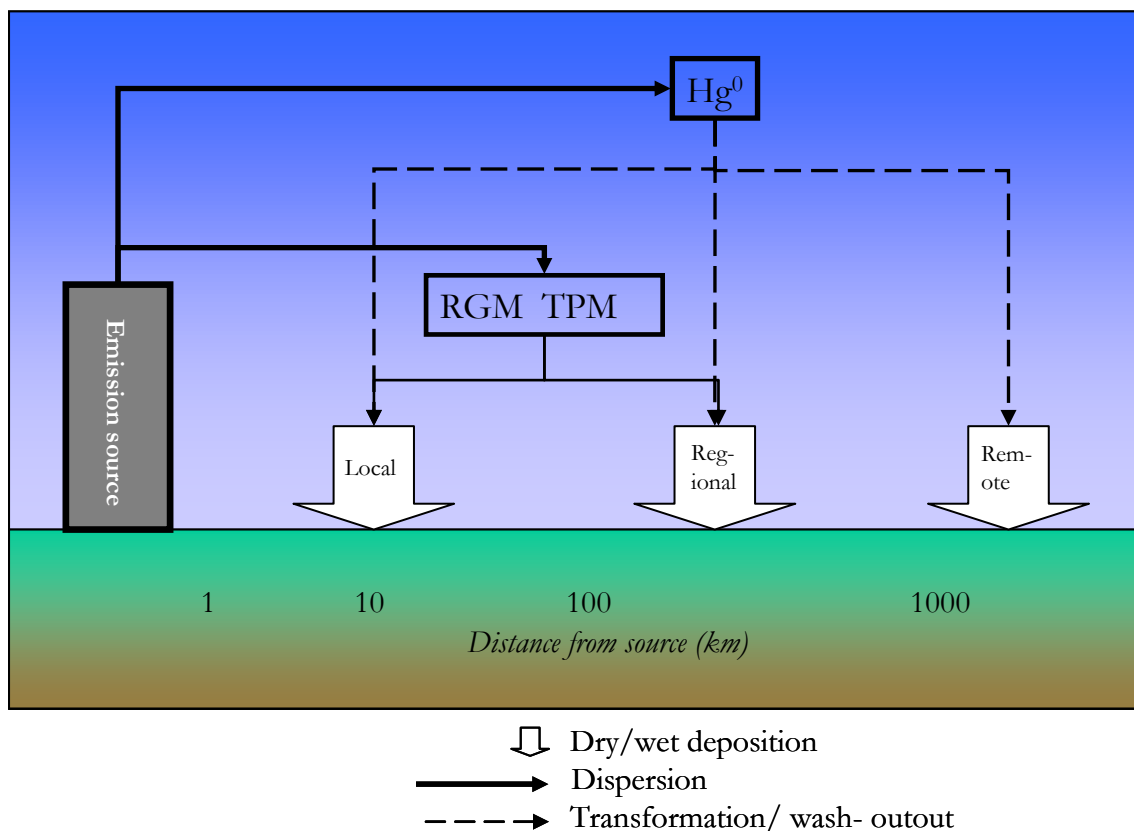 Hg⁰
RGM TPM
Emission source
Local
Reg-
ional
Rem-
ote
1 10 100 1000
Distance from source (km)
Dry/wet deposition
Dispersion
Transformation/ wash- outout